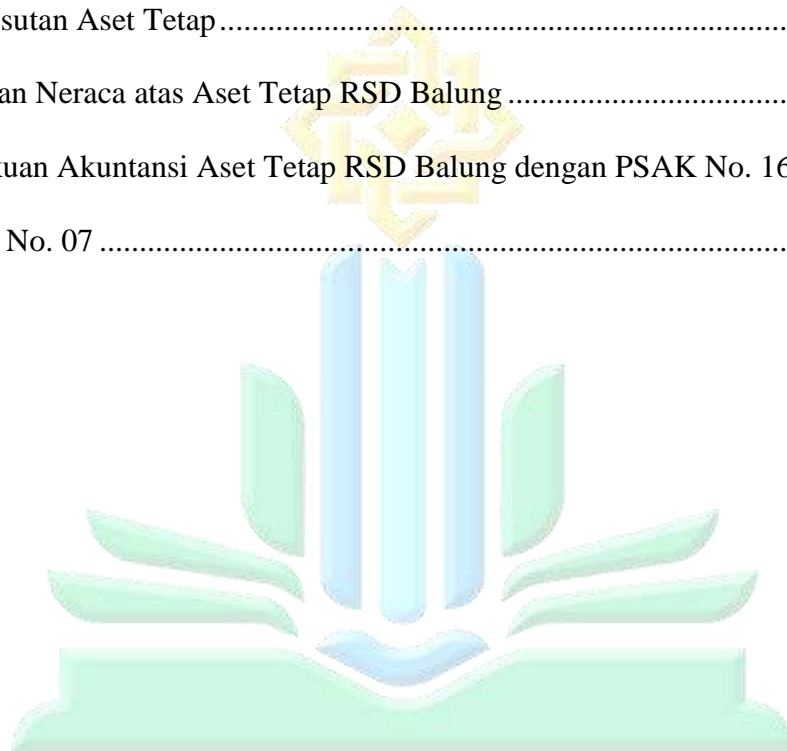 sutan Aset Tetap................................................................................
an Neraca atas Aset Tetap RSD Balung........................................
kuan Akuntansi Aset Tetap RSD Balung dengan PSAK No. 16
No. 07................................................................................................